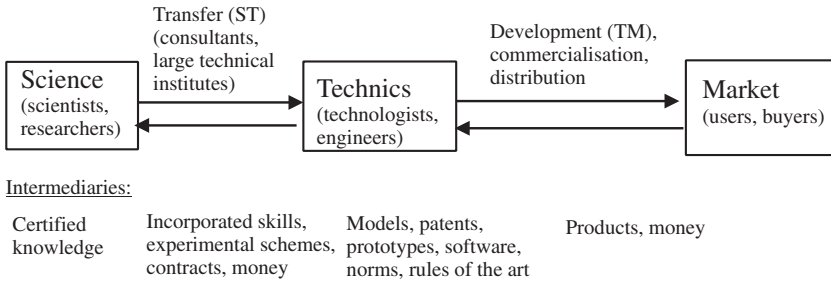 Transfer (ST)
(consultants,
large technical
institutes)
Development (TM),
commercialisation,
distribution
Science
(scientists,
researchers)
Technics
(technologists,
engineers)
Market
(users, buyers)
Intermediaries:
Certified
knowledge
Incorporated skills,
experimental schemes,
contracts, money
Models, patents,
prototypes, software,
norms, rules of the art
Products, money